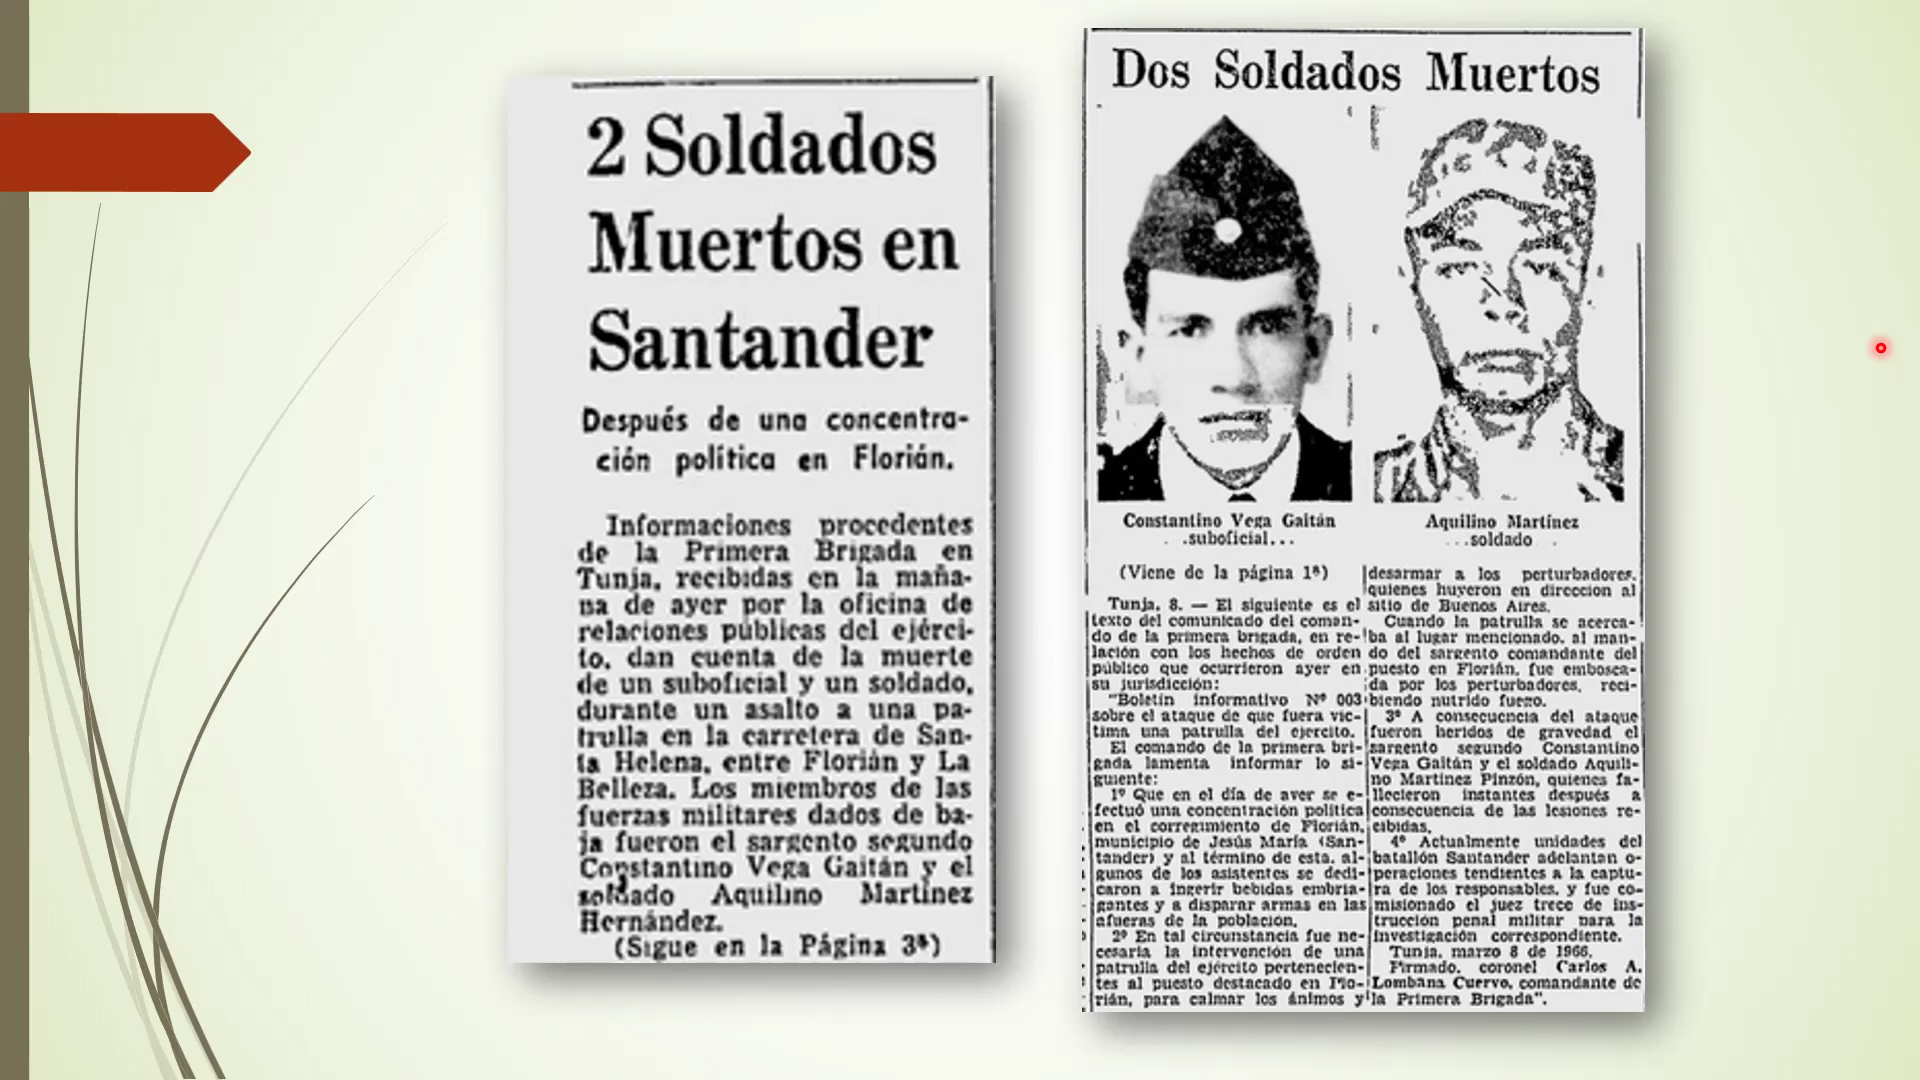 2 Soldados
Muertos en
Santander
Después de una concentra-
ción política en Florián.
Informaciones procedentes
de la Primera Brigada en
Tunja, recibidas en la maña-
na de ayer por la oficina de
relaciones públicas del ejérci-
to, dan cuenta de la muerte
de un suboficial y un soldado,
durante un asalto a una pa-
trulla en la carretera de San-
ta Helena, entre Florián y La
Belleza. Los miembros de las
fuerzas militares dados de ba-
ja fueron el sargento segundo
Constantino Vega Gaitán y el
soldado Aquilino Martínez
Hernández.
(Sigue en la Página 3ª)
Dos Soldados Muertos
Constantino Vega Gaitán
. .suboficial...
Aquilino Martínez
...soldado .
(Viene de la página 1ª)
Tunja, 8. — El siguiente es el
texto del comunicado del coman-
do de la primera brigada, en re-
lación con los hechos de orden
público que ocurrieron ayer en
su jurisdicción:
"Boletín informativo Nº 003
sobre el ataque de que fuera víc-
tima una patrulla del ejercito.
El comando de la primera bri-
gada lamenta informar lo si-
guiente:
1º Que en el día de ayer se e-
fectuó una concentración política
en el corregimiento de Florián,
municipio de Jesús María (San-
tander) y al término de esta, al-
gunos de los asistentes se dedi-
caron a ingerir bebidas embria-
gantes y a disparar armas en las
afueras de la población.
2º En tal circunstancia fue ne-
cesaria la intervención de una
patrulla del ejército pertenecien-
tes al puesto destacado en Flo-
rián, para calmar los ánimos y
desarmar a los perturbadores,
quienes huyeron en direccion al
sitio de Buenos Aires.
Cuando la patrulla se acerca-
ba al lugar mencionado, al man-
do del sargento comandante del
puesto en Florián, fue embosca-
da por los perturbadores, reci-
biendo nutrido fuego.
3º A consecuencia del ataque
fueron heridos de gravedad el
sargento segundo Constantino
Vega Gaitán y el soldado Aquili-
no Martínez Pinzón, quienes fa-
llecieron instantes después a
consecuencia de las lesiones re-
cibidas.
4º Actualmente unidades del
batallón Santander adelantan o-
peraciones tendientes a la captu-
ra de los responsables, y fue co-
misionado el juez trece de ins-
trucción penal militar para la
investigación correspondiente.
Tunja, marzo 8 de 1966.
Firmado, coronel Carlos A.
Lombana Cuervo, comandante de
la Primera Brigada".